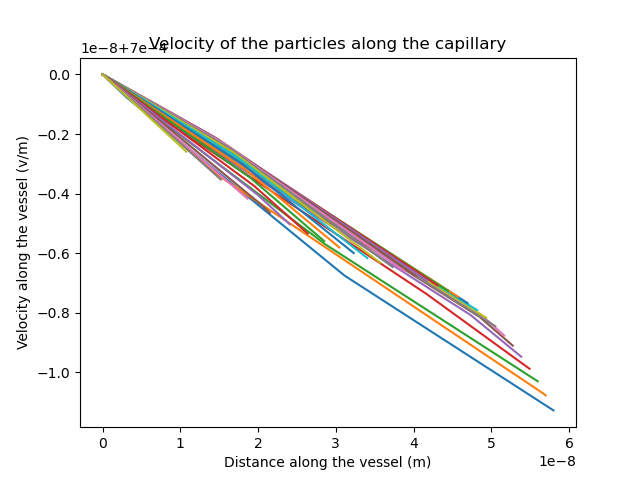 Velocity of the particles along the capillary
1e−8+7e−4
0.0
−0.2
−0.4
−0.6
−0.8
−1.0
Velocity along the vessel (v/m)
0 1 2 3 4 5 6
1e−8
Distance along the vessel (m)